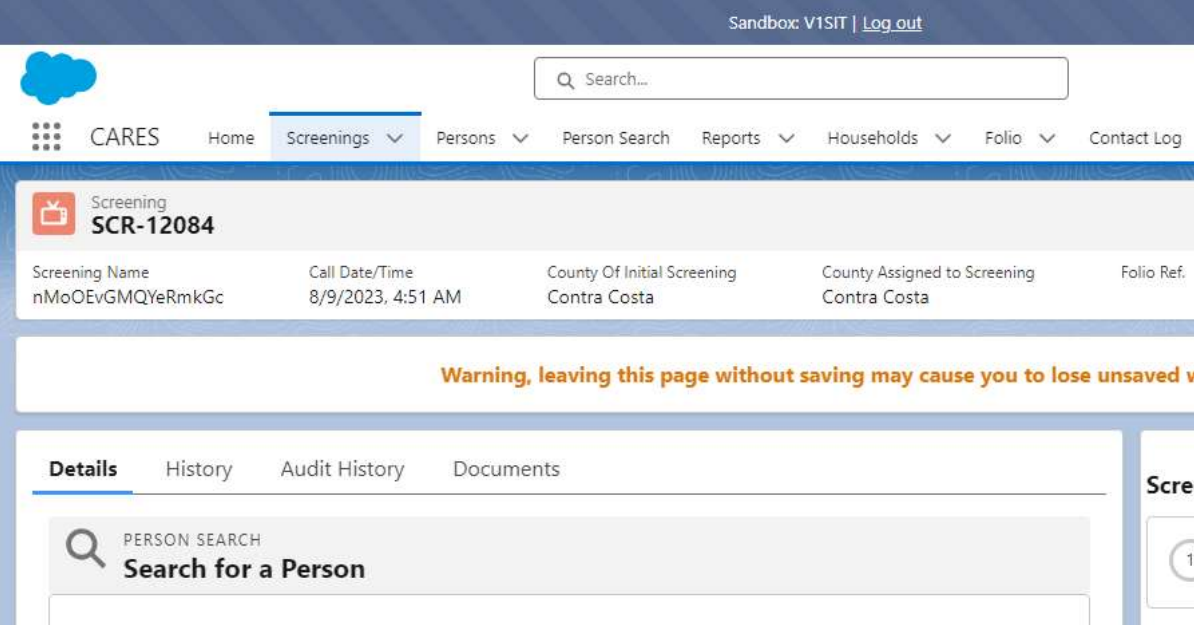 Sandbox: V1SIT | Log out
Search...
CARES Home Screenings Persons Person Search Reports Households Folio Contact Log
Screening
SCR-12084
Screening Name Call Date/Time County Of Initial Screening County Assigned to Screening Folio Ref.
nMoOEvGMQYeRmkGc 8/9/2023, 4:51 AM Contra Costa Contra Costa
Warning, leaving this page without saving may cause you to lose unsaved
Details History Audit History Documents
Scre
PERSON SEARCH
Search for a Person
1